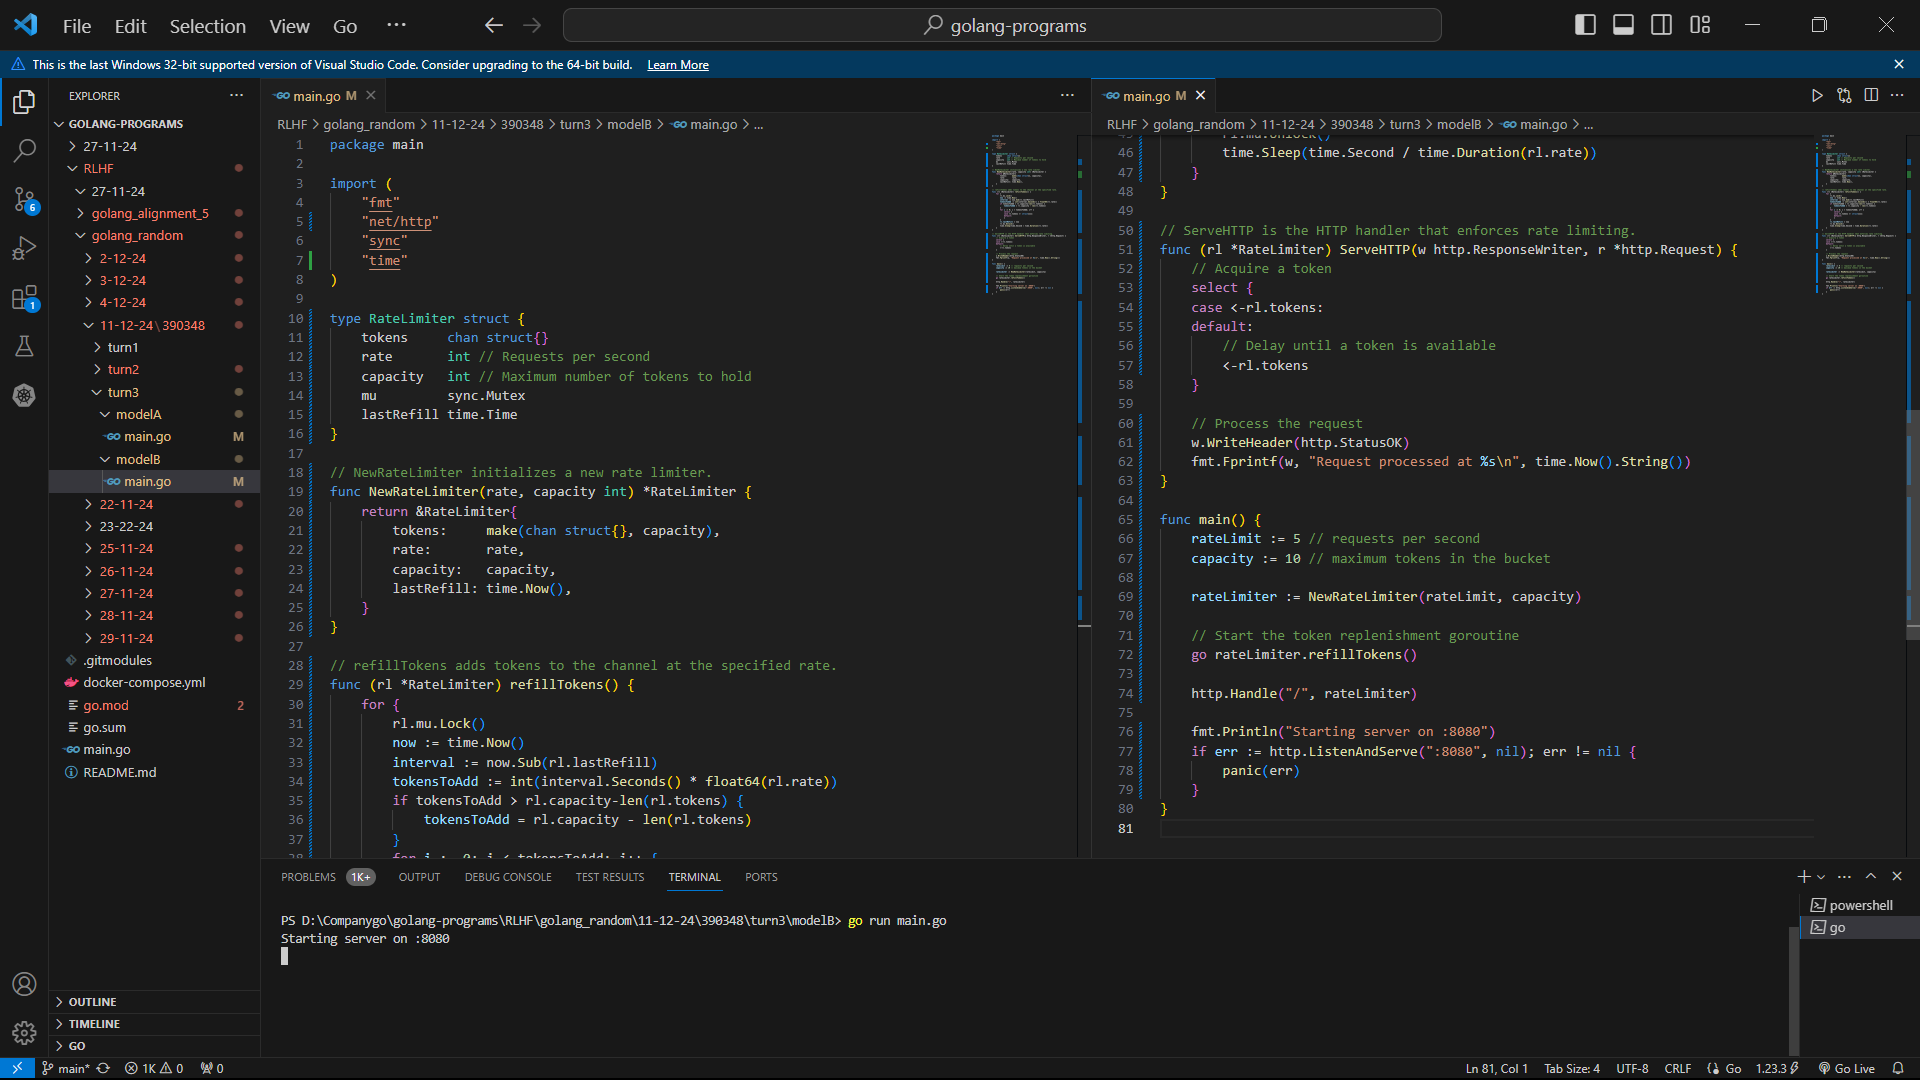 File Edit Selection View Go ··· golang-programs
This is the last Windows 32-bit supported version of Visual Studio Code. Consider upgrading to the 64-bit build. Learn More
EXPLORER
GOLANG-PROGRAMS
27-11-24
RLHF
27-11-24
golang_alignment_5
golang_random
2-12-24
3-12-24
4-12-24
11-12-24\390348
turn1
turn2
turn3
modelA
main.go M
modelB
main.go M
22-11-24
23-22-24
25-11-24
26-11-24
27-11-24
28-11-24
29-11-24
.gitmodules
docker-compose.yml
go.mod 2
go.sum
main.go
README.md
OUTLINE
TIMELINE
GO
6
1
main.go M
RLHF > golang_random > 11-12-24 > 390348 > turn3 > modelB > main.go > ...
1 package main
2
3 import (
4 "fmt"
5 "net/http"
6 "sync"
7 "time"
8 )
9
10 type RateLimiter struct {
11 tokens chan struct{}
12 rate int // Requests per second
13 capacity int // Maximum number of tokens to hold
14 mu sync.Mutex
15 lastRefill time.Time
16 }
17
18 // NewRateLimiter initializes a new rate limiter.
19 func NewRateLimiter(rate, capacity int) *RateLimiter {
20 return &RateLimiter{
21 tokens: make(chan struct{}, capacity),
22 rate: rate,
23 capacity: capacity,
24 lastRefill: time.Now(),
25 }
26 }
27
28 // refillTokens adds tokens to the channel at the specified rate.
29 func (rl *RateLimiter) refillTokens() {
30 for {
31 rl.mu.Lock()
32 now := time.Now()
33 interval := now.Sub(rl.lastRefill)
34 tokensToAdd := int(interval.Seconds() * float64(rl.rate))
35 if tokensToAdd > rl.capacity-len(rl.tokens) {
36 tokensToAdd = rl.capacity - len(rl.tokens)
37 }
38 for i := 0; i < tokensToAdd; i++ {
main.go M
RLHF > golang_random > 11-12-24 > 390348 > turn3 > modelB > main.go > ...
45 rl.mu.Unlock()
46 time.Sleep(time.Second / time.Duration(rl.rate))
47 }
48 }
49
50 // ServeHTTP is the HTTP handler that enforces rate limiting.
51 func (rl *RateLimiter) ServeHTTP(w http.ResponseWriter, r *http.Request) {
52 // Acquire a token
53 select {
54 case <-rl.tokens:
55 default:
56 // Delay until a token is available
57 <-rl.tokens
58 }
59
60 // Process the request
61 w.WriteHeader(http.StatusOK)
62 fmt.Fprintf(w, "Request processed at %s\n", time.Now().String())
63 }
64
65 func main() {
66 rateLimit := 5 // requests per second
67 capacity := 10 // maximum tokens in the bucket
68
69 rateLimiter := NewRateLimiter(rateLimit, capacity)
70
71 // Start the token replenishment goroutine
72 go rateLimiter.refillTokens()
73
74 http.Handle("/", rateLimiter)
75
76 fmt.Println("Starting server on :8080")
77 if err := http.ListenAndServe(":8080", nil); err != nil {
78 panic(err)
79 }
80 }
81
PROBLEMS 1K+ OUTPUT DEBUG CONSOLE TEST RESULTS TERMINAL PORTS
PS D:\Companygo\golang-programs\RLHF\golang_random\11-12-24\390348\turn3\modelB> go run main.go
Starting server on :8080
powershell
go
main* 1K 0 0 Ln 81, Col 1 Tab Size: 4 UTF-8 CRLF Go 1.23.3 Go Live